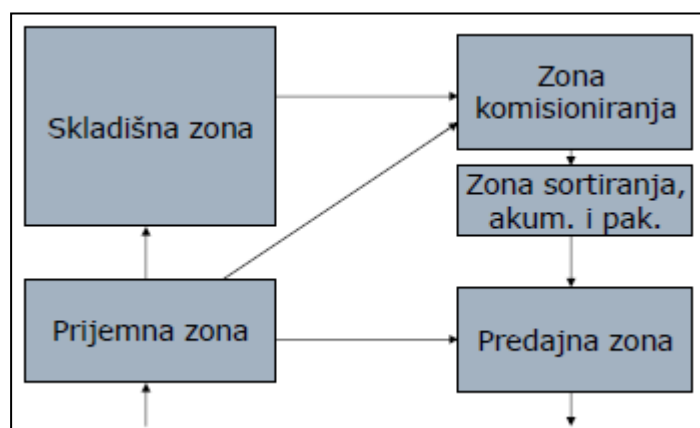 Skladišna zona
Zona
komisioniranja
Zona sortiranja,
akum. i pak.
Prijemna zona
Predajna zona